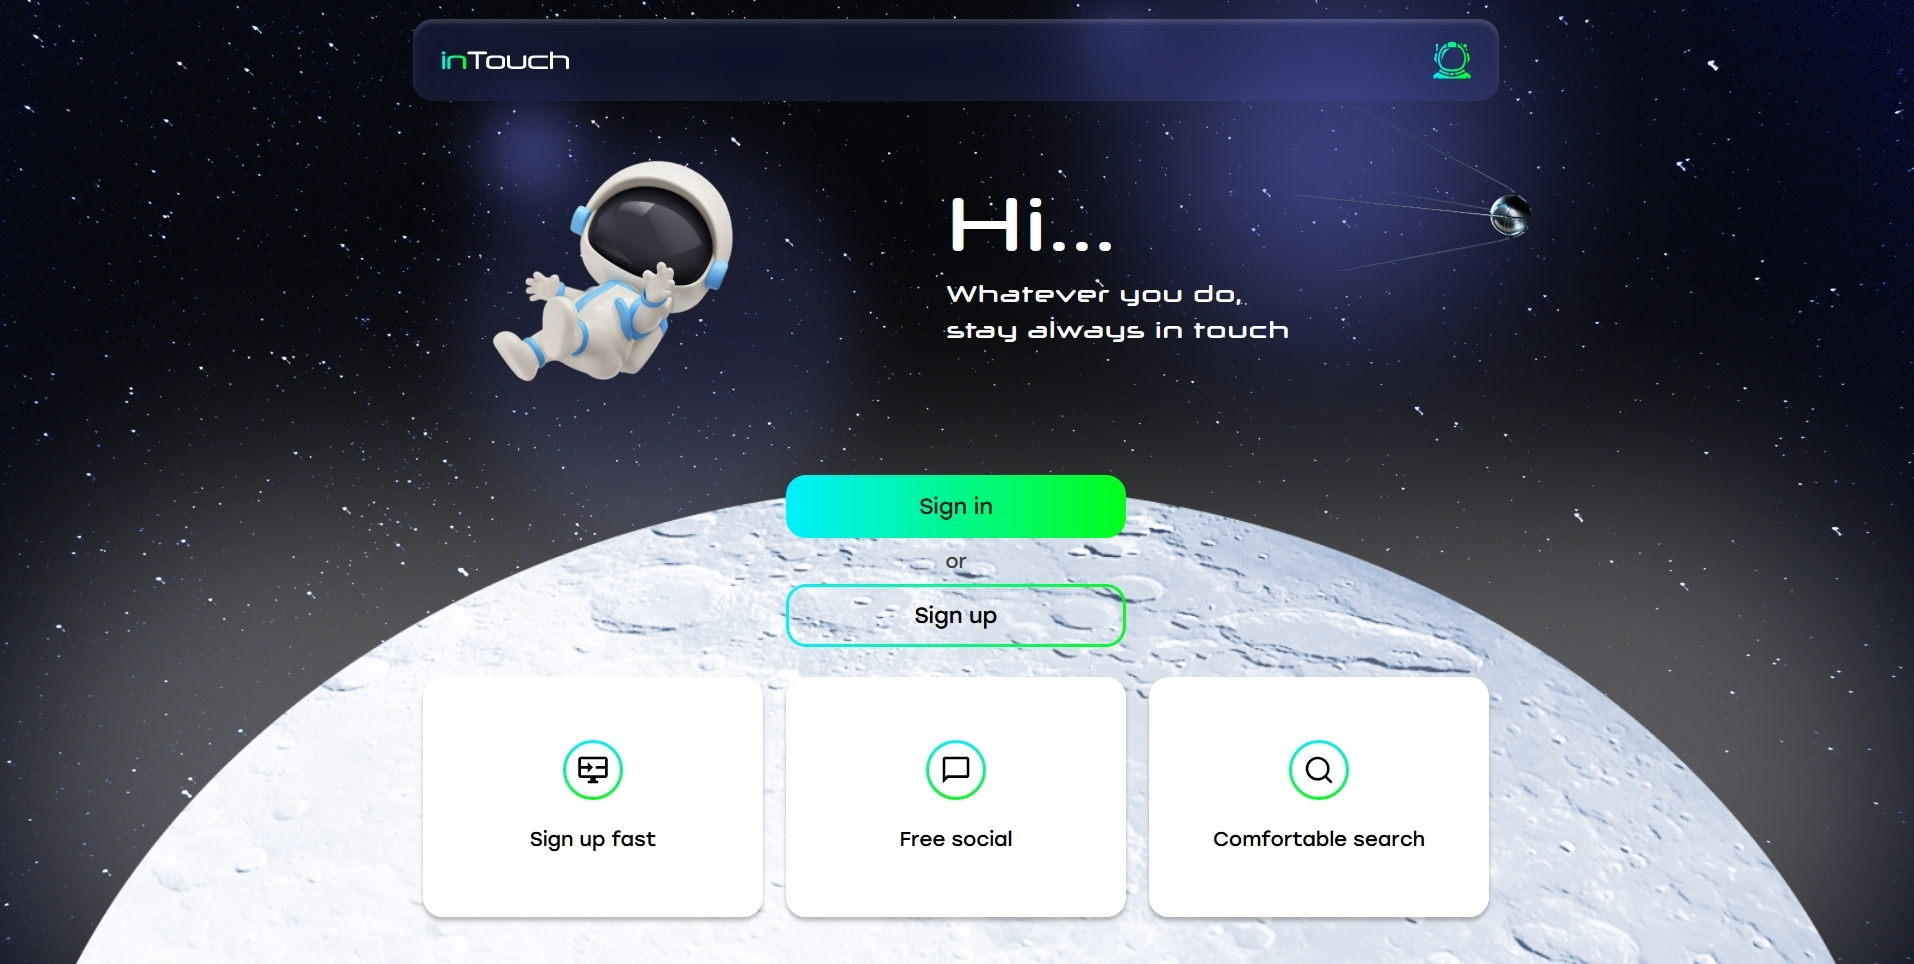 inTouch
Hi...
Whatever you do,
stay always in touch
Sign in
or
Sign up
Sign up fast
Free social
Comfortable search